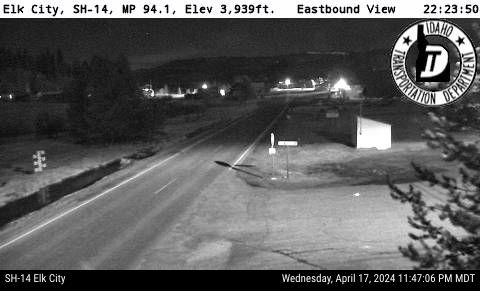 Elk City, SH-14, MP 94.1, Elev 3,939ft. Eastbound View 22:23:50
IDAHO
TRANSPORTATION DEPARTMENT
SH-14 Elk City Wednesday, April 17, 2024 11:47:06 PM MDT